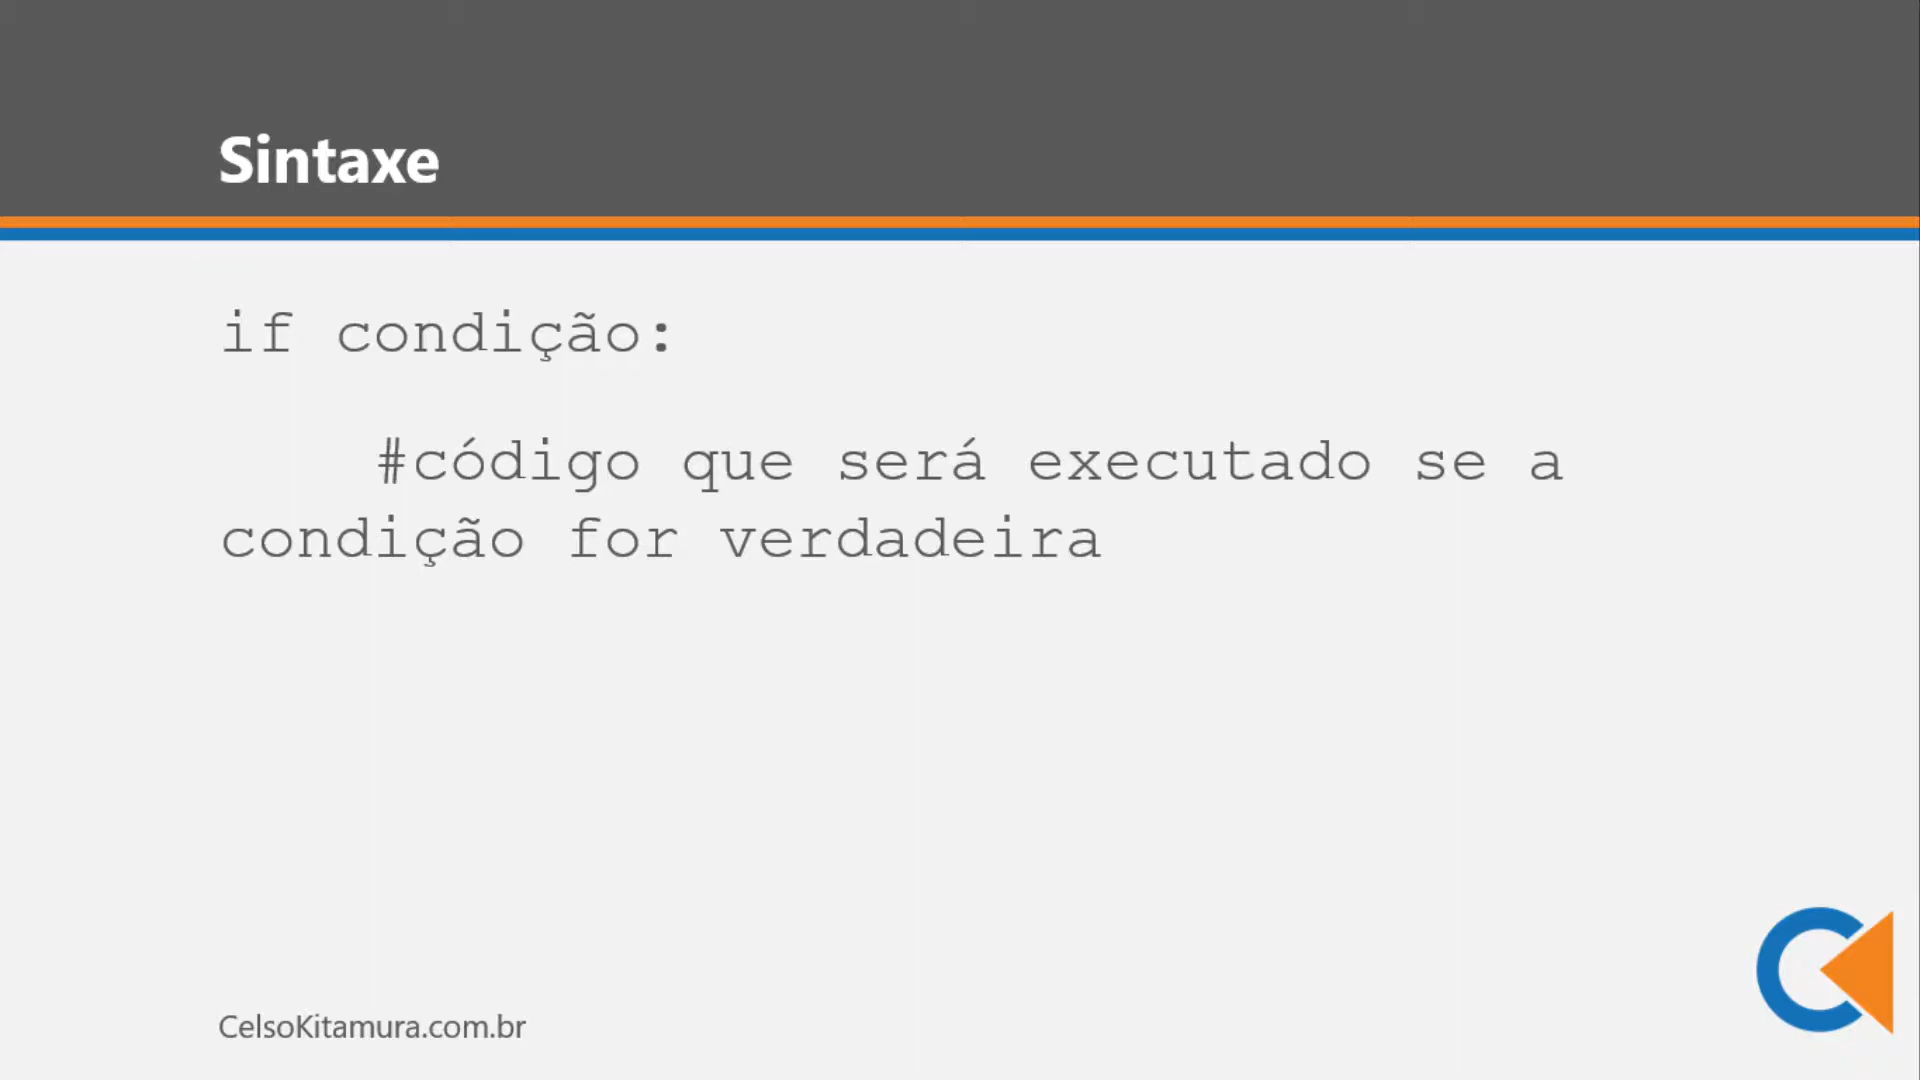 Sintaxe
if condição:
#código que será executado se a
condição for verdadeira
CelsoKitamura.com.br